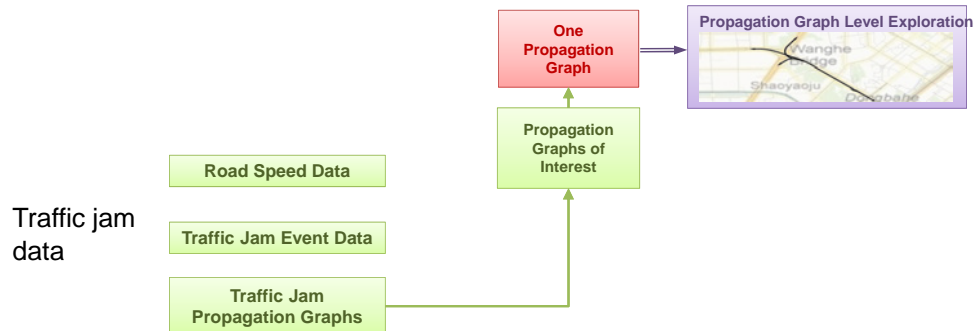 One
Propagation
Graph
Propagation Graph Level Exploration
Wanghe
Bridge
Shaoyaoju
Dongbahe
Propagation
Graphs of
Interest
Road Speed Data
Traffic jam
data
Traffic Jam Event Data
Traffic Jam
Propagation Graphs